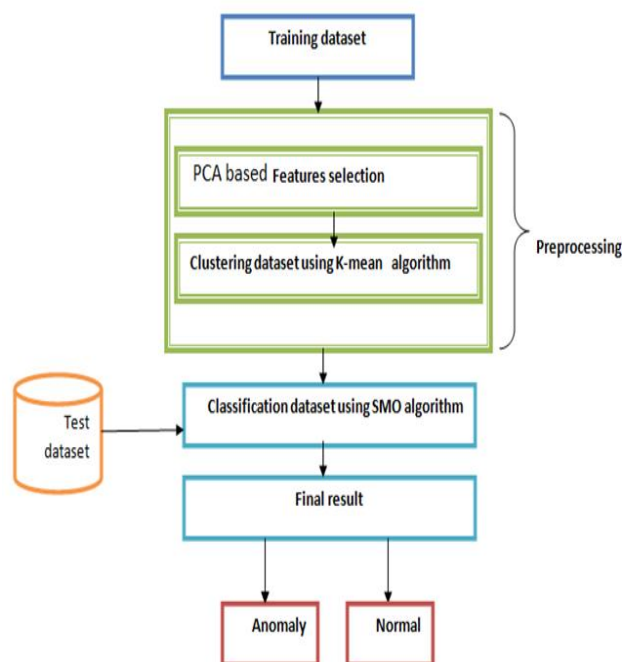 Training dataset
PCA based Features selection
Clustering dataset using K-mean algorithm
Preprocessing
Classification dataset using SMO algorithm
Test
dataset
Final result
Anomaly
Normal